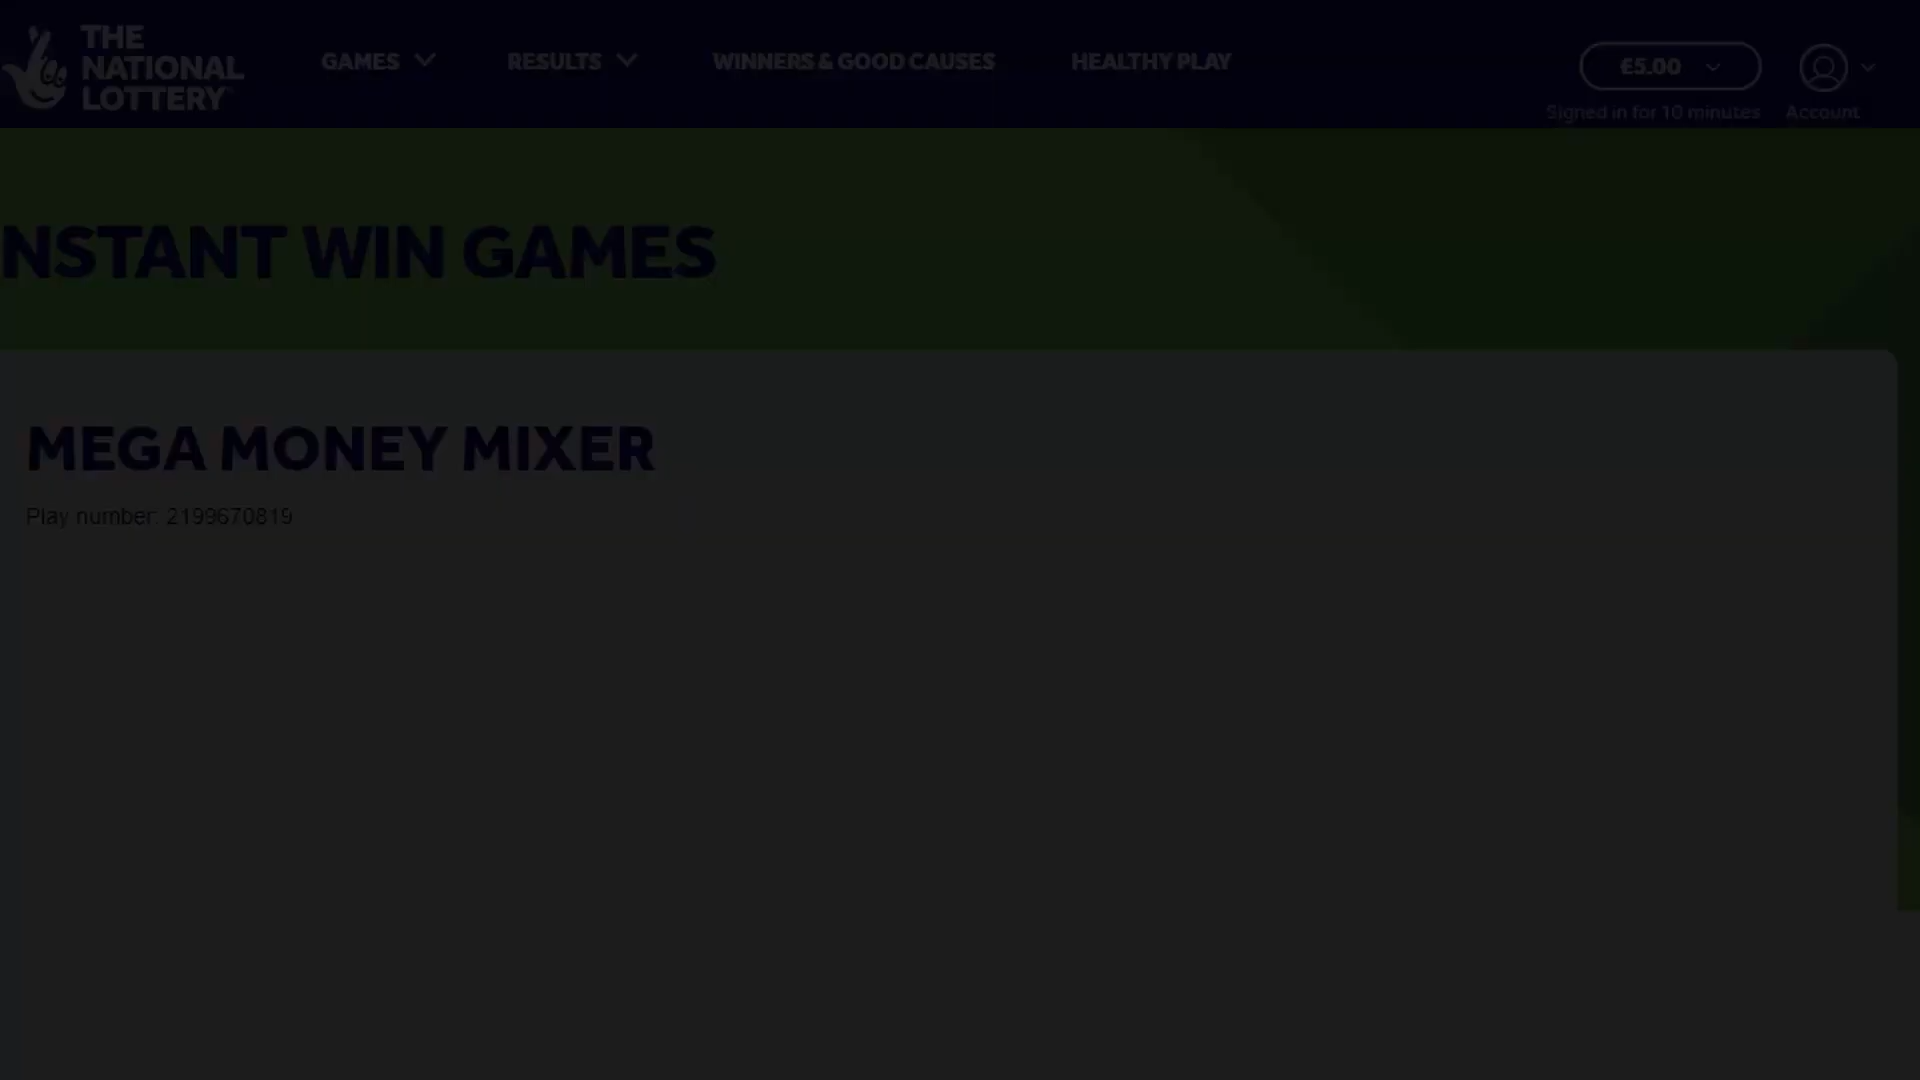 THE
NATIONAL
LOTTERY
GAMES
RESULTS
WINNERS & GOOD CAUSES
HEALTHY PLAY
£5.00
Signed in for 10 minutes
Account
NSTANT WIN GAMES
MEGA MONEY MIXER
Play number: 2199670819